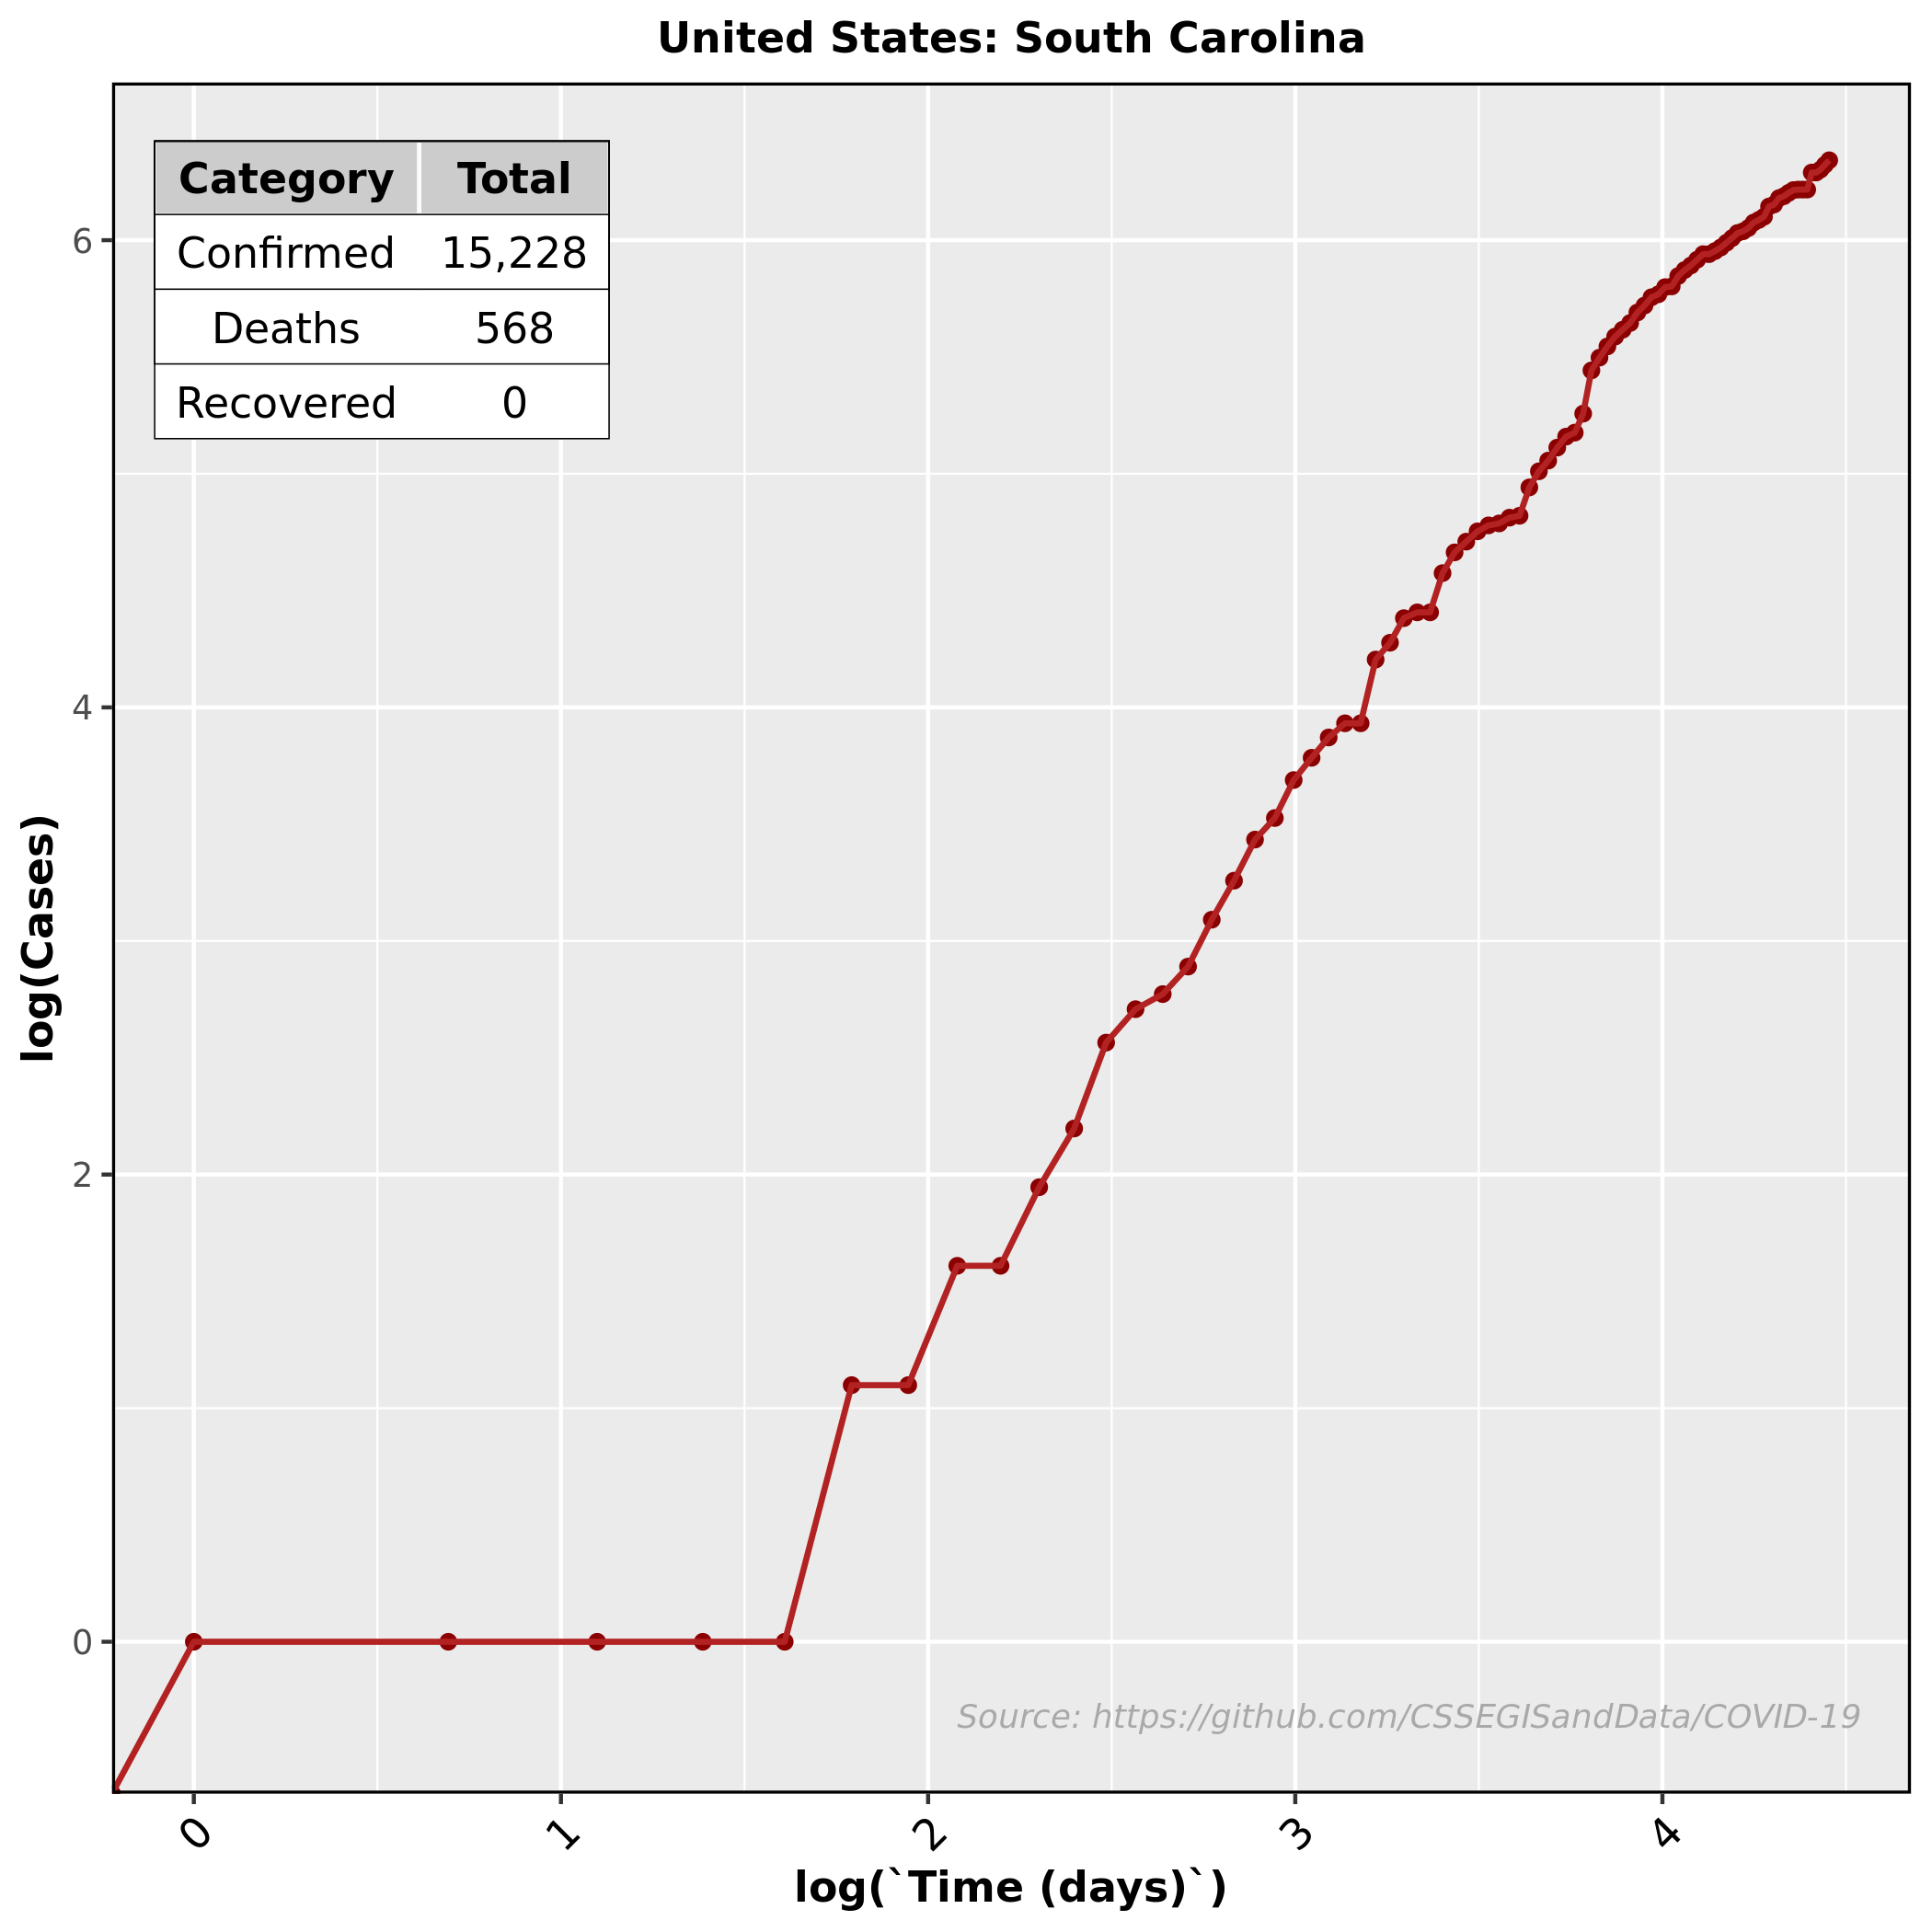 United States: South Carolina
Category Total
Confirmed 15,228
Deaths 568
Recovered 0
6
4
2
0
log(Cases)
Source: https://github.com/CSSEGISandData/COVID-19
0 1 2 3 4
log(`Time (days)`)